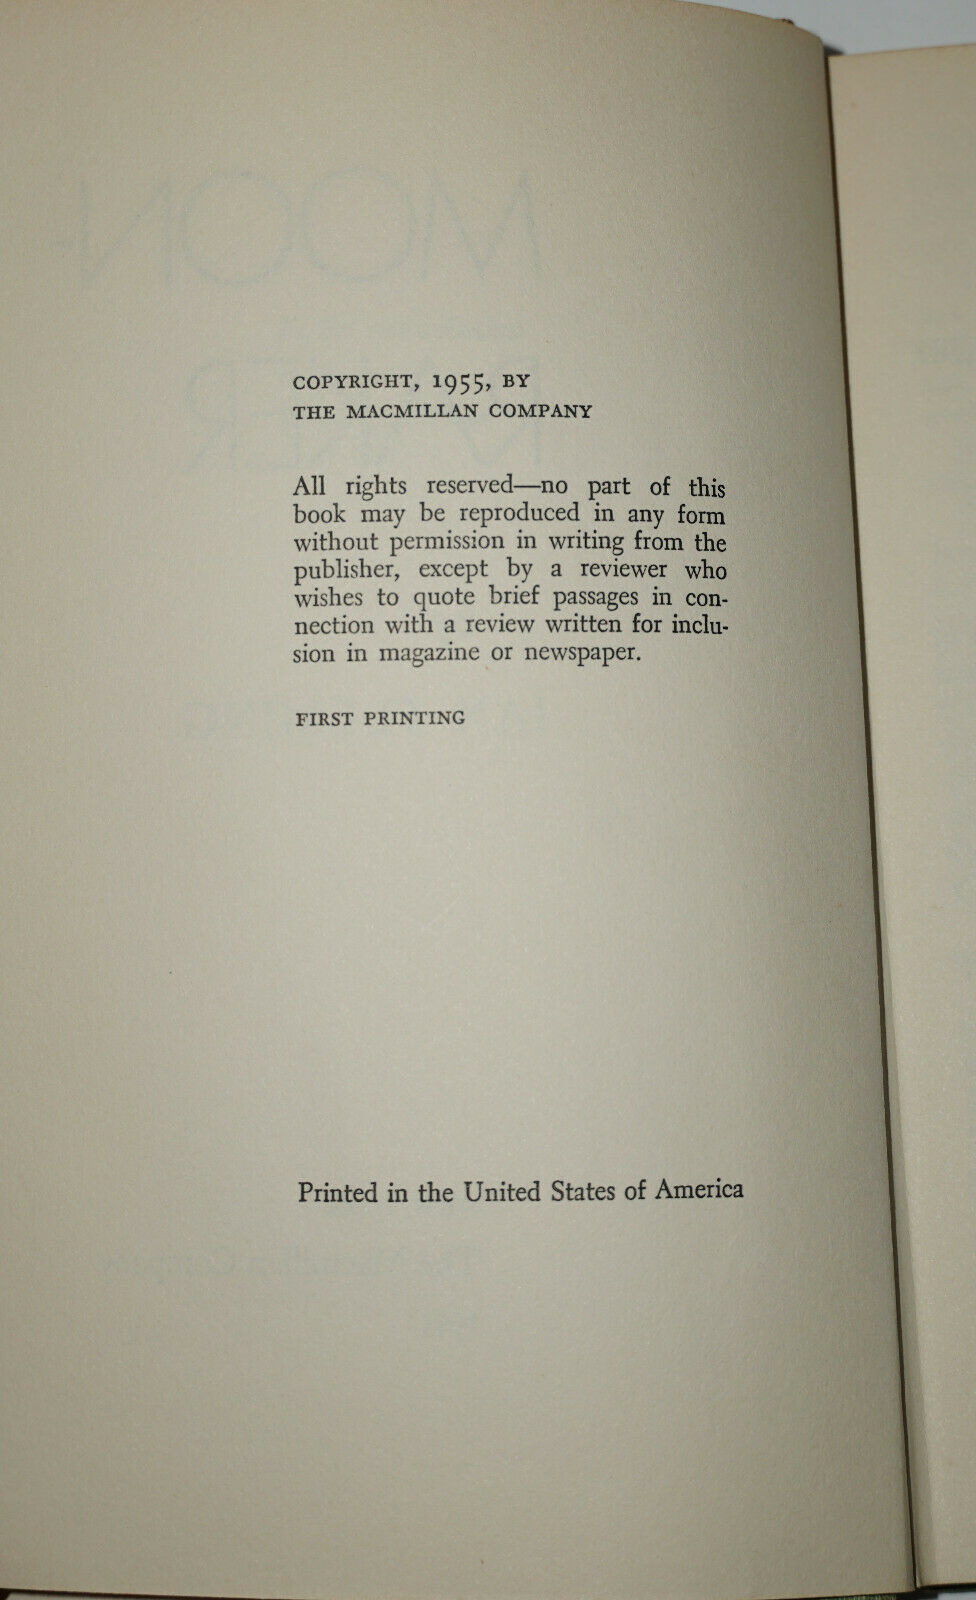 COPYRIGHT, 1955, BY
THE MACMILLAN COMPANY
All rights reserved—no part of this
book may be reproduced in any form
without permission in writing from the
publisher, except by a reviewer who
wishes to quote brief passages in con-
nection with a review written for inclu-
sion in magazine or newspaper.
FIRST PRINTING
Printed in the United States of America